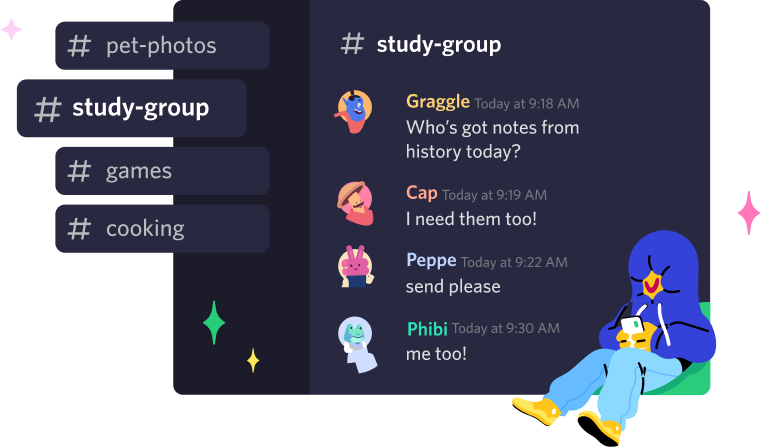 # pet-photos
# study-group
# games
# cooking
# study-group
Graggle Today at 9:18 AM
Who's got notes from
history today?
Cap Today at 9:19 AM
I need them too!
Peppe Today at 9:22 AM
send please
Phibi Today at 9:30 AM
me too!